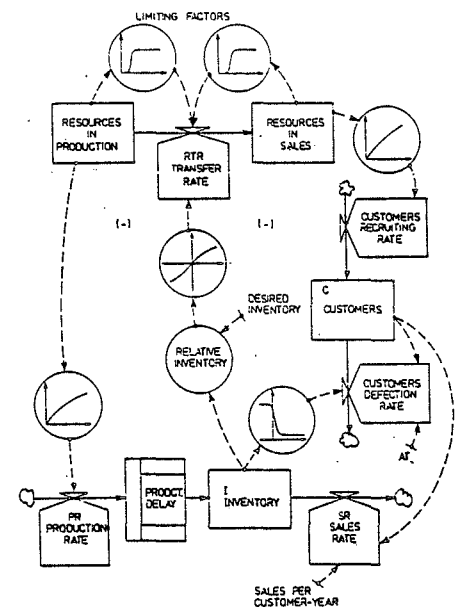 LIMITING FACTORS
RESOURCES
IN
PRODUCTION
RTR
TRANSFER
RATE
RESOURCES
IN
SALES
(-)
(-)
CUSTOMERS
RECRUITING
RATE
C
CUSTOMERS
DESIRED
INVENTORY
RELATIVE
INVENTORY
CUSTOMERS
DEFECTION
RATE
AT
PR
PRODUCTION
RATE
PRODCT.
DELAY
I
INVENTORY
SR
SALES
RATE
SALES PER
CUSTOMER-YEAR